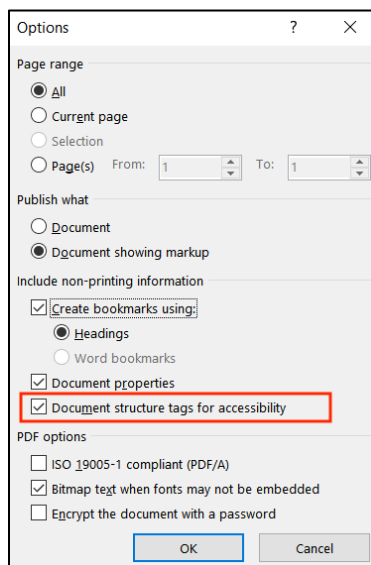 Options ?
Page range
All
Current page
Selection
Page(s) From: 1 To: 1
Publish what
Document
Document showing markup
Include non-printing information
Create bookmarks using:
Headings
Word bookmarks
Document properties
Document structure tags for accessibility
PDF options
ISO 19005-1 compliant (PDF/A)
Bitmap text when fonts may not be embedded
Encrypt the document with a password
OK Cancel